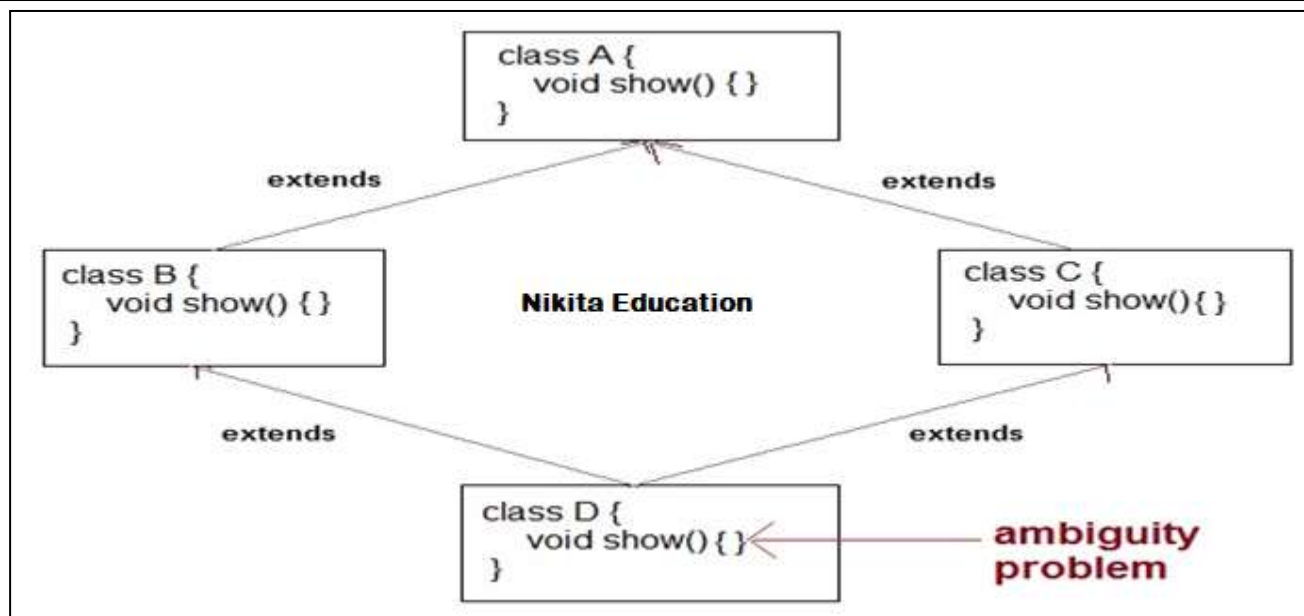 class A {
void show() { }
}
extends
extends
class B {
void show() { }
}
Nikita Education
class C {
void show() { }
}
extends
extends
class D {
void show() { }
}
ambiguity
problem